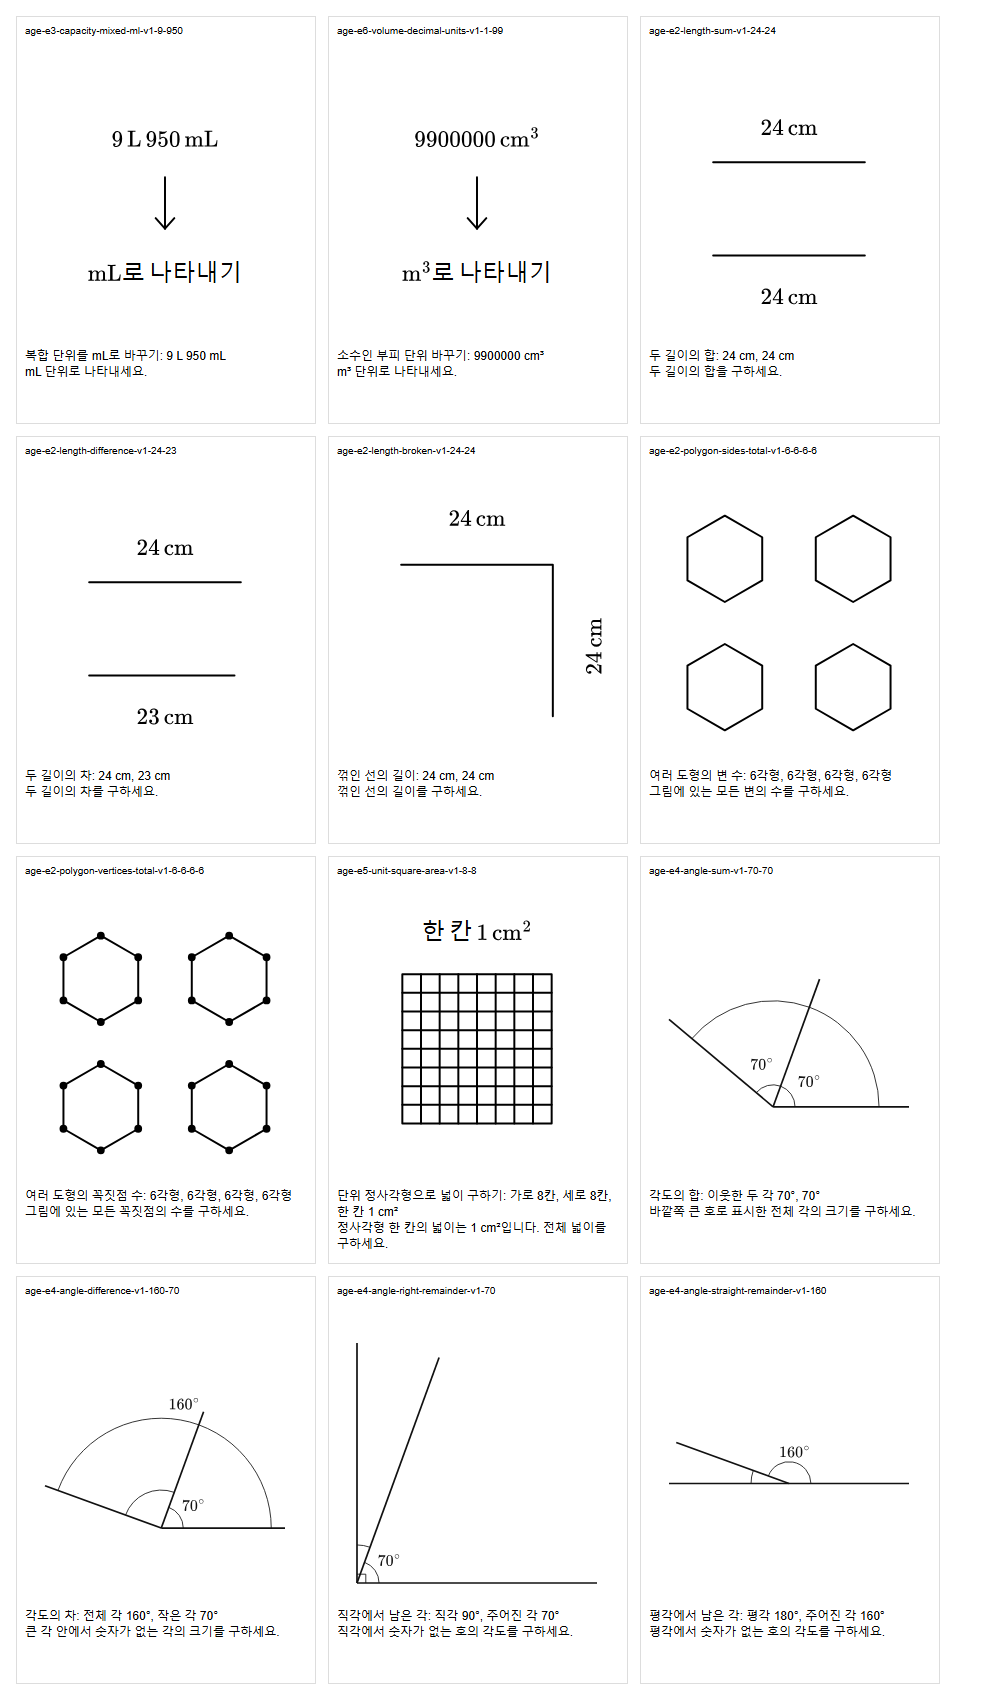 age-e3-capacity-mixed-ml-v1-9-950
9 L 950 mL
mL로 나타내기
복합 단위를 mL로 바꾸기: 9 L 950 mL
mL 단위로 나타내세요.
age-e6-volume-decimal-units-v1-1-99
9900000 cm³
m³로 나타내기
소수인 부피 단위 바꾸기: 9900000 cm³
m³ 단위로 나타내세요.
age-e2-length-sum-v1-24-24
24 cm
24 cm
두 길이의 합: 24 cm, 24 cm
두 길이의 합을 구하세요.
age-e2-length-difference-v1-24-23
24 cm
23 cm
두 길이의 차: 24 cm, 23 cm
두 길이의 차를 구하세요.
age-e2-length-broken-v1-24-24
24 cm
24 cm
꺾인 선의 길이: 24 cm, 24 cm
꺾인 선의 길이를 구하세요.
age-e2-polygon-sides-total-v1-6-6-6-6
여러 도형의 변 수: 6각형, 6각형, 6각형, 6각형
그림에 있는 모든 변의 수를 구하세요.
age-e2-polygon-vertices-total-v1-6-6-6-6
여러 도형의 꼭짓점 수: 6각형, 6각형, 6각형, 6각형
그림에 있는 모든 꼭짓점의 수를 구하세요.
age-e5-unit-square-area-v1-8-8
한 칸 1 cm²
단위 정사각형으로 넓이 구하기: 가로 8칸, 세로 8칸,
한 칸 1 cm²
정사각형 한 칸의 넓이는 1 cm²입니다. 전체 넓이를
구하세요.
age-e4-angle-sum-v1-70-70
70°
70°
각도의 합: 이웃한 두 각 70°, 70°
바깥쪽 큰 호로 표시한 전체 각의 크기를 구하세요.
age-e4-angle-difference-v1-160-70
160°
70°
각도의 차: 전체 각 160°, 작은 각 70°
큰 각 안에서 숫자가 없는 각의 크기를 구하세요.
age-e4-angle-right-remainder-v1-70
70°
직각에서 남은 각: 직각 90°, 주어진 각 70°
직각에서 숫자가 없는 호의 각도를 구하세요.
age-e4-angle-straight-remainder-v1-160
160°
평각에서 남은 각: 평각 180°, 주어진 각 160°
평각에서 숫자가 없는 호의 각도를 구하세요.